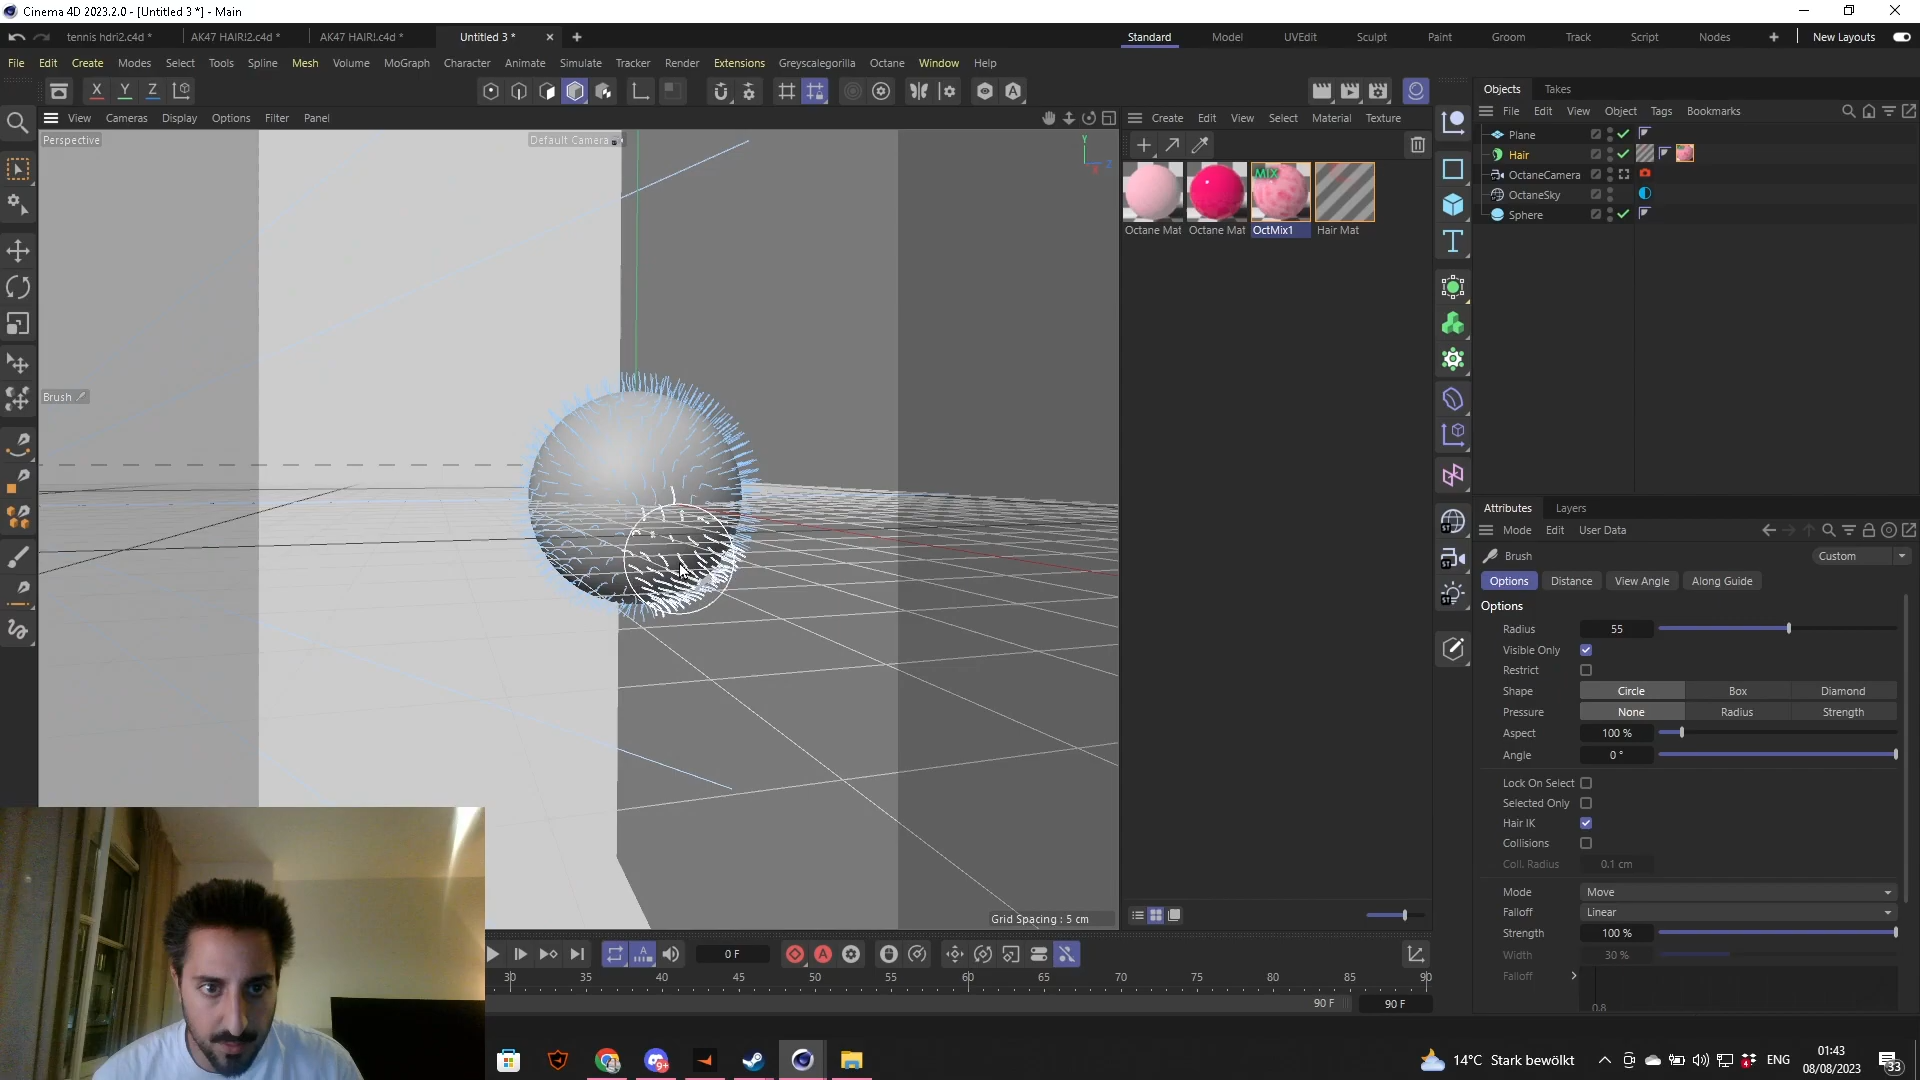 Cinema 4D 2023.2.0 - [Untitled 3 *] - Main
tennis hdri2.c4d *
AK47 HAIR!2.c4d *
AK47 HAIR!.c4d *
Untitled 3 *
Standard
Model
UVEdit
Sculpt
Paint
Groom
Track
Script
Nodes
New Layouts
File Edit Create Modes Select Tools Spline Mesh Volume MoGraph Character Animate Simulate Tracker Render Extensions Greyscalegorilla Octane Window Help
X Y Z
View Cameras Display Options Filter Panel
Perspective
Default Camera
Y
Z
X
Brush
Grid Spacing : 5 cm
Create Edit View Select Material Texture
MIX
Octane Mat
Octane Mat
OctMix1
Hair Mat
Objects
Takes
File Edit View Object Tags Bookmarks
Plane
Hair
OctaneCamera
OctaneSky
Sphere
Attributes
Layers
Mode Edit User Data
Brush
Custom
Options
Distance
View Angle
Along Guide
Options
Radius 55
Visible Only
Restrict
Shape Circle Box Diamond
Pressure None Radius Strength
Aspect 100 %
Angle 0 °
Lock On Select
Selected Only
Hair IK
Collisions
Coll. Radius 0.1 cm
Mode Move
Falloff Linear
Strength 100 %
Width 30 %
Falloff
0.8
0 F
30 35 40 45 50 55 60 65 70 75 80 85 90
90 F
90 F
9+
14°C Stark bewölkt
ENG
01:43
08/08/2023
33